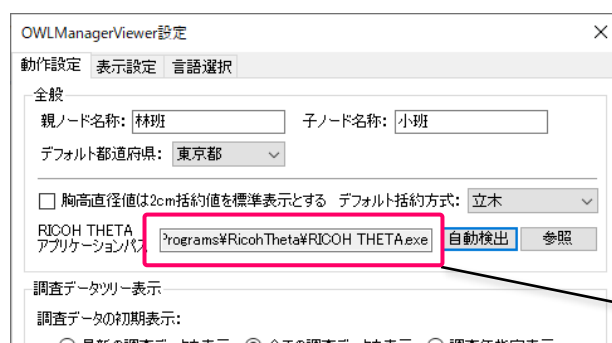 OWLManagerViewer設定
動作設定 表示設定 言語選択
全般
親ノード名称: 林班 子ノード名称: 小班
デフォルト都道府県: 東京都
胸高直径値は2cm括約値を標準表示とする デフォルト括約方式: 立木
RICOH THETA
アプリケーションパス Programs¥RicohTheta¥RICOH THETA.exe 自動検出 参照
調査データツリー表示
調査データの初期表示: